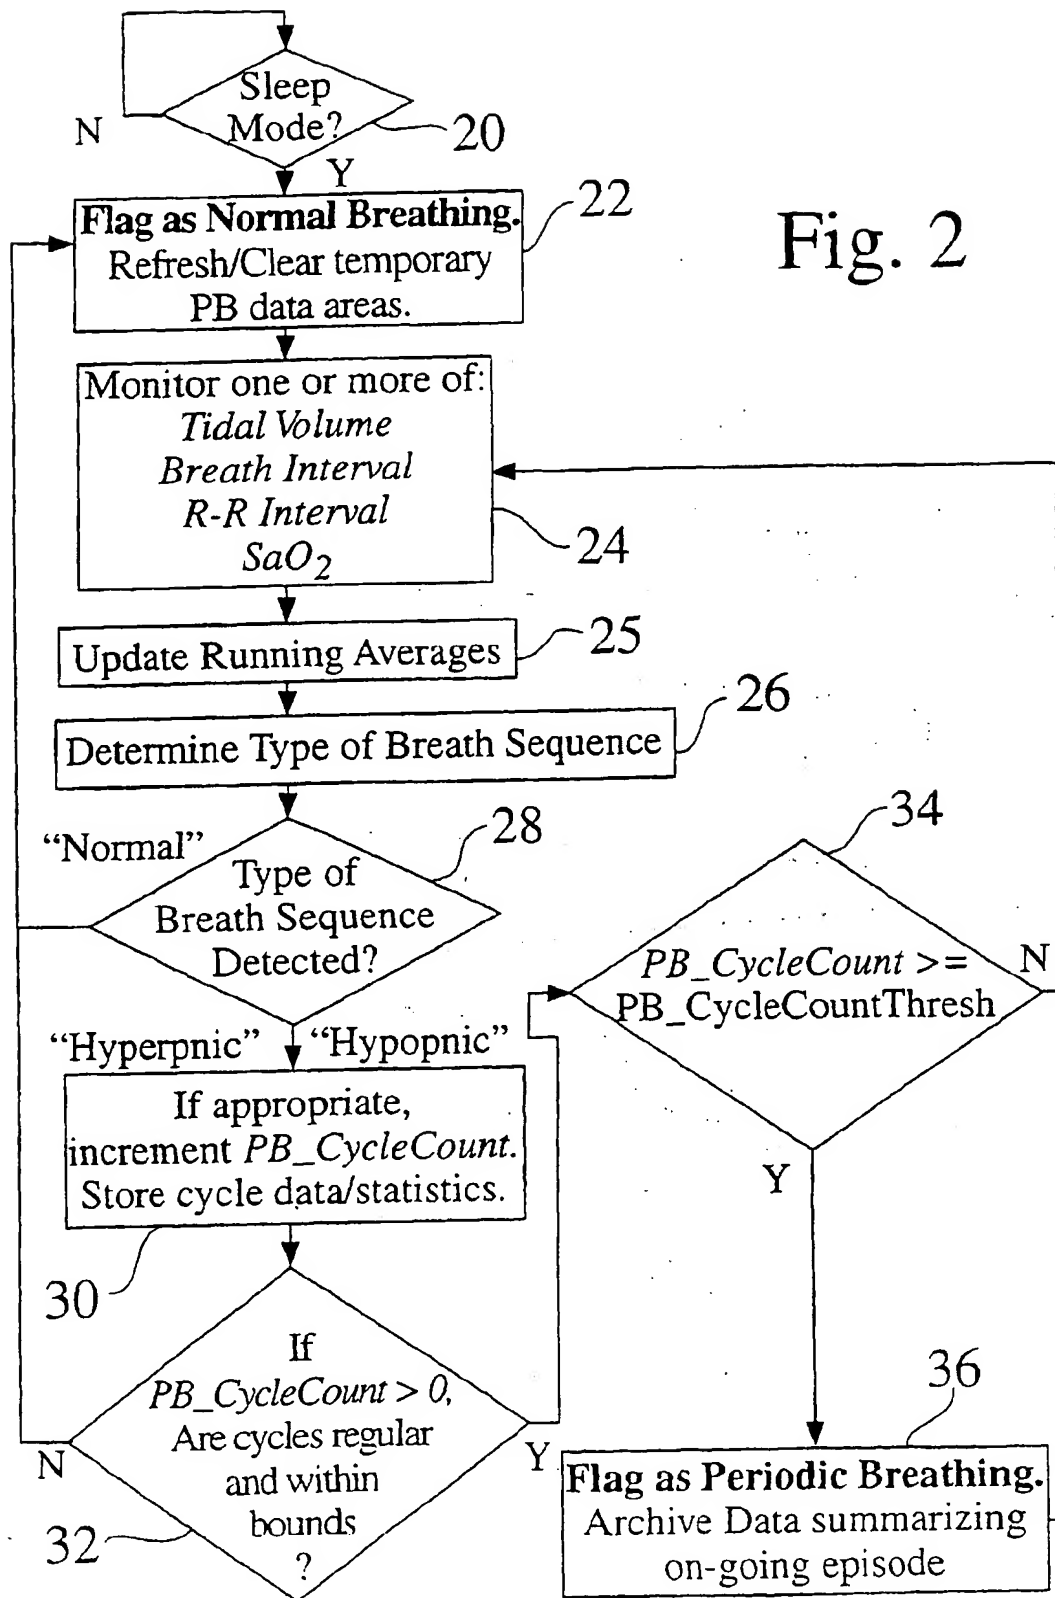 Sleep
Mode?
N
20
Y
Flag as Normal Breathing.
Refresh/Clear temporary
PB data areas.
22
Fig. 2
Monitor one or more of:
Tidal Volume
Breath Interval
R-R Interval
SaO2
24
Update Running Averages
25
Determine Type of Breath Sequence
26
"Normal"
28
Type of
Breath Sequence
Detected?
"Hyperpnic" "Hypopnic"
If appropriate,
increment PB_CycleCount.
Store cycle data/statistics.
30
If
PB_CycleCount > 0,
Are cycles regular
and within
bounds
?
N
Y
32
34
PB_CycleCount >=
PB_CycleCountThresh
N
Y
36
Flag as Periodic Breathing.
Archive Data summarizing
on-going episode